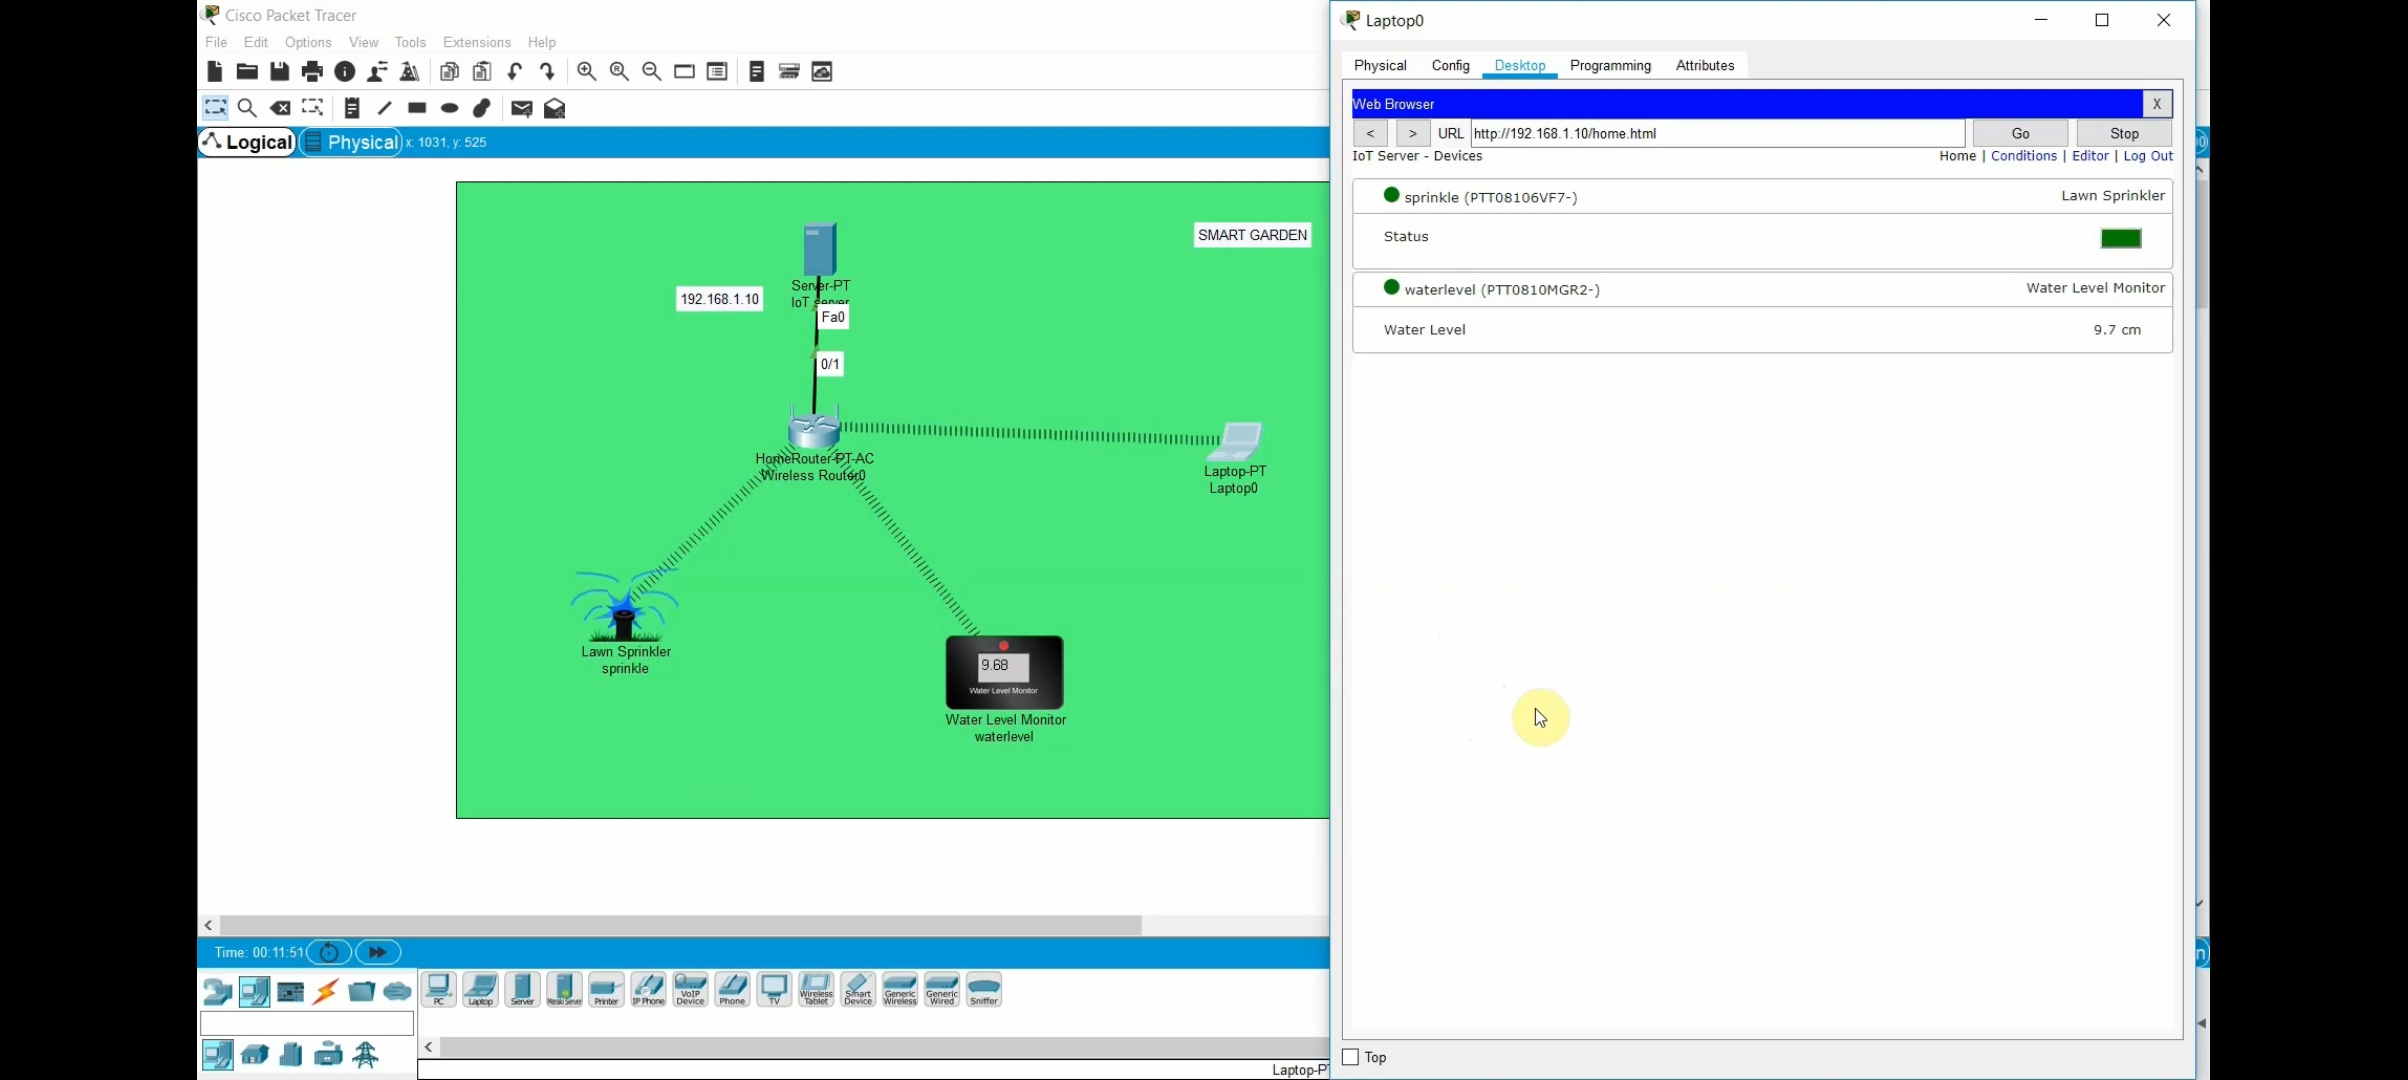 Cisco Packet Tracer
File Edit Options View Tools Extensions Help
Logical Physical x: 1031, y: 525
SMART GARDEN
192.168.1.10
Server-PT
IoT server
Fa0
0/1
HomeRouter-PT-AC
Wireless Router0
Laptop-PT
Laptop0
Lawn Sprinkler
sprinkle
9.68
Water Level Monitor
Water Level Monitor
waterlevel
Time: 00:11:51
PC Laptop Server Meraki Server Printer IP Phone VoIP Device Phone TV Wireless Tablet Smart Device Generic Wireless Generic Wired Sniffer
Laptop0
Physical Config Desktop Programming Attributes
Web Browser X
< > URL http://192.168.1.10/home.html Go Stop
IoT Server - Devices Home | Conditions | Editor | Log Out
sprinkle (PTT08106VF7-) Lawn Sprinkler
Status
waterlevel (PTT0810MGR2-) Water Level Monitor
Water Level 9.7 cm
Top